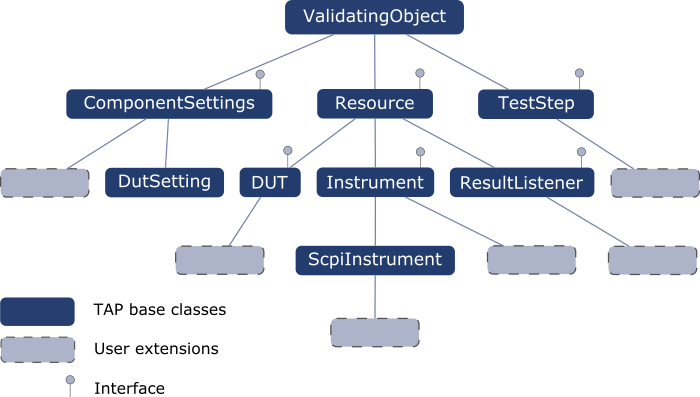 ValidatingObject
ComponentSettings
Resource
TestStep
DutSetting
DUT
Instrument
ResultListener
ScpiInstrument
TAP base classes
User extensions
Interface